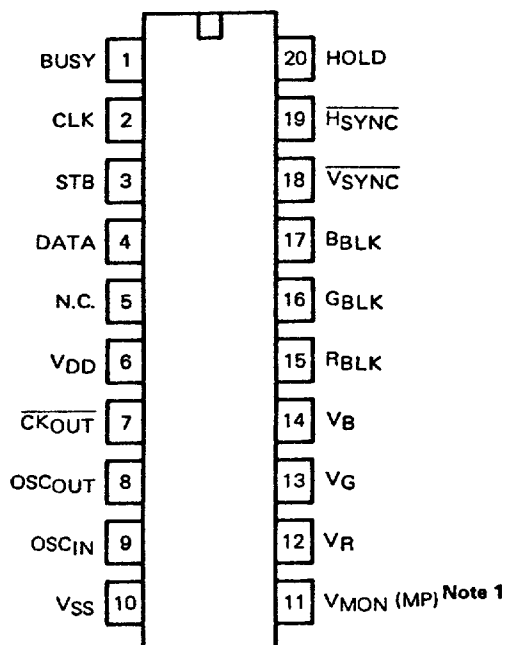 BUSY 1 20 HOLD
CLK 2 19 HSYNC
STB 3 18 VSYNC
DATA 4 17 BBLK
N.C. 5 16 GBLK
VDD 6 15 RBLK
CKOUT 7 14 VB
OSCOUT 8 13 VG
OSCIN 9 12 VR
VSS 10 11 VMON (MP) Note 1